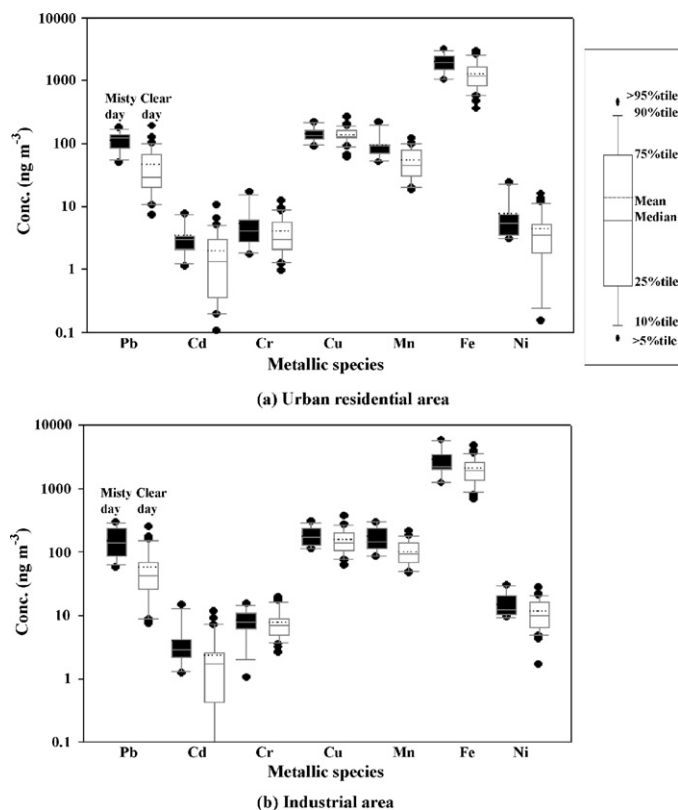 10000
1000
100
10
1
0.1
Conc. (ng m⁻³)
Misty day
Clear day
Pb Cd Cr Cu Mn Fe Ni
Metallic species
(a) Urban residential area
>95%tile
90%tile
75%tile
Mean
Median
25%tile
10%tile
>5%tile
10000
1000
100
10
1
0.1
Conc. (ng m⁻³)
Misty day
Clear day
Pb Cd Cr Cu Mn Fe Ni
Metallic species
(b) Industrial area